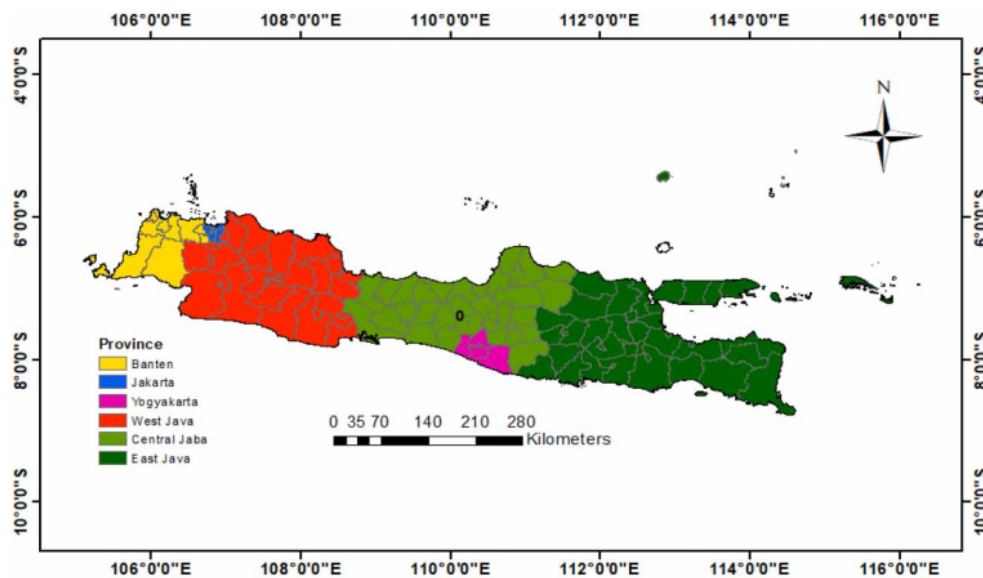 106°0'0"E 108°0'0"E 110°0'0"E 112°0'0"E 114°0'0"E 116°0'0"E
4°0'0"S 4°0'0"S
N
6°0'0"S 6°0'0"S
0
Province
Banten
Jakarta
Yogyakarta
West Java
Central Jaba
East Java
8°0'0"S 8°0'0"S
0 35 70 140 210 280
Kilometers
10°0'0"S 10°0'0"S
106°0'0"E 108°0'0"E 110°0'0"E 112°0'0"E 114°0'0"E 116°0'0"E